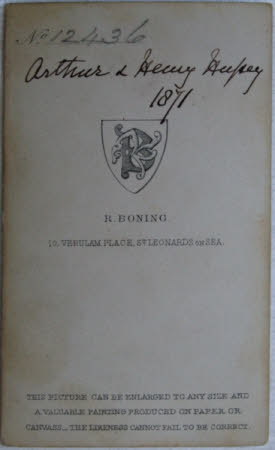 No 12436
Arthur & Henry Hussey
1871
R. BONING.
10, VERULAM PLACE, ST LEONARDS ON SEA.
THIS PICTURE CAN BE ENLARGED TO ANY SIZE AND
A VALUABLE PAINTING PRODUCED ON PAPER OR
CANVASS_ THE LIKENESS CANNOT FAIL TO BE CORRECT.